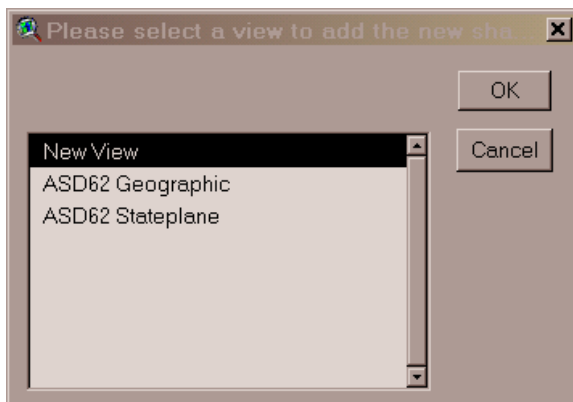 Please select a view to add the new sha...
OK
Cancel
New View
ASD62 Geographic
ASD62 Stateplane